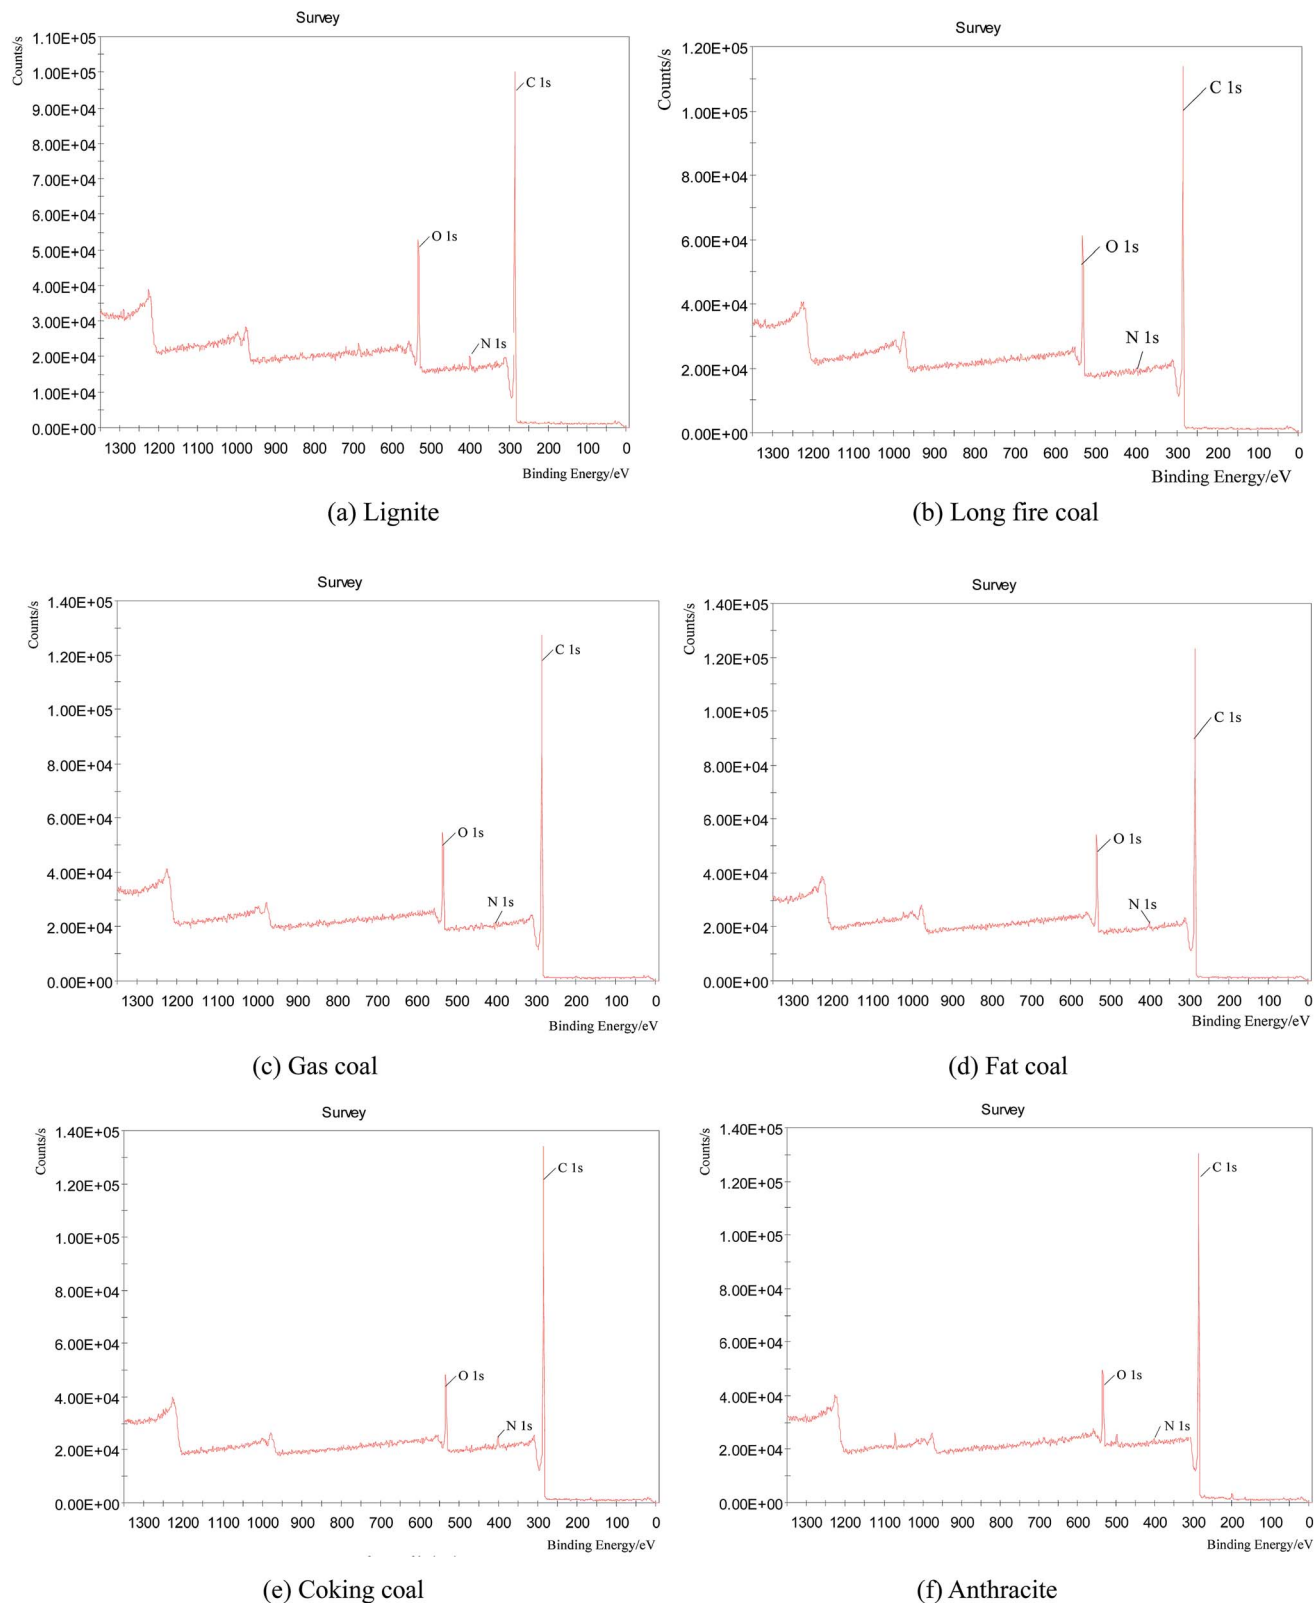 Survey
Counts/s
1.10E+05
1.00E+05
9.00E+04
8.00E+04
7.00E+04
6.00E+04
5.00E+04
4.00E+04
3.00E+04
2.00E+04
1.00E+04
0.00E+00
C 1s
O 1s
N 1s
1300 1200 1100 1000 900 800 700 600 500 400 300 200 100 0
Binding Energy/eV
(a) Lignite
Survey
Counts/s
1.20E+05
1.00E+05
8.00E+04
6.00E+04
4.00E+04
2.00E+04
0.00E+00
C 1s
O 1s
N 1s
1300 1200 1100 1000 900 800 700 600 500 400 300 200 100 0
Binding Energy/eV
(b) Long fire coal
Survey
Counts/s
1.40E+05
1.20E+05
1.00E+05
8.00E+04
6.00E+04
4.00E+04
2.00E+04
0.00E+00
C 1s
O 1s
N 1s
1300 1200 1100 1000 900 800 700 600 500 400 300 200 100 0
Binding Energy/eV
(c) Gas coal
Survey
Counts/s
1.40E+05
1.20E+05
1.00E+05
8.00E+04
6.00E+04
4.00E+04
2.00E+04
0.00E+00
C 1s
O 1s
N 1s
1300 1200 1100 1000 900 800 700 600 500 400 300 200 100 0
Binding Energy/eV
(d) Fat coal
Survey
Counts/s
1.40E+05
1.20E+05
1.00E+05
8.00E+04
6.00E+04
4.00E+04
2.00E+04
0.00E+00
C 1s
O 1s
N 1s
1300 1200 1100 1000 900 800 700 600 500 400 300 200 100 0
Binding Energy/eV
(e) Coking coal
Survey
Counts/s
1.40E+05
1.20E+05
1.00E+05
8.00E+04
6.00E+04
4.00E+04
2.00E+04
0.00E+00
C 1s
O 1s
N 1s
1300 1200 1100 1000 900 800 700 600 500 400 300 200 100 0
Binding Energy/eV
(f) Anthracite